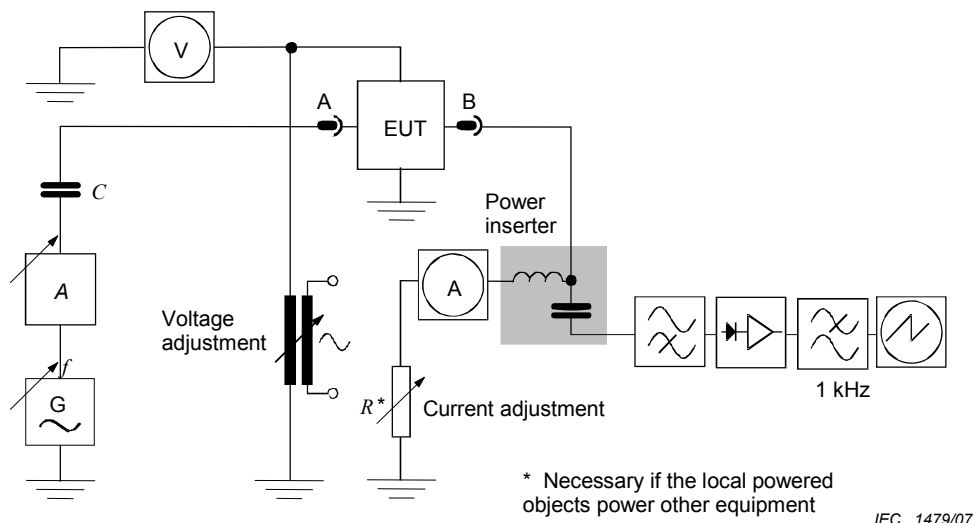 V
A
B
EUT
C
Power
inserter
A
A
Voltage
adjustment
f
G
R*
Current adjustment
1 kHz
* Necessary if the local powered
objects power other equipment
IEC 1479/07